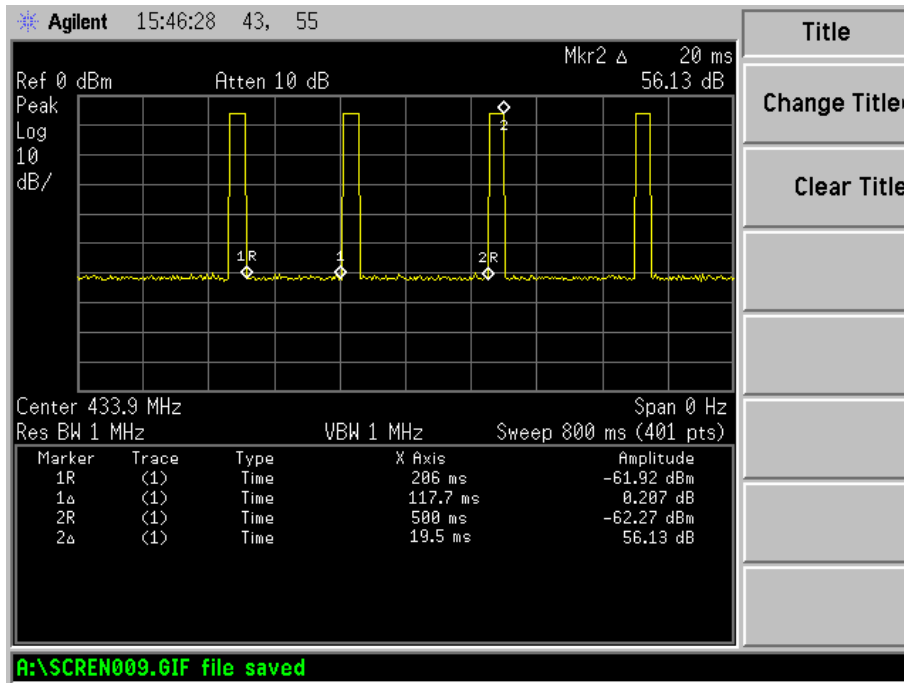 Agilent 15:46:28 43, 55
Title
Mkr2 Δ 20 ms
Ref 0 dBm Atten 10 dB 56.13 dB
Peak
Log
10
dB/
Change Title
Clear Title
2
1R 1 2R
Center 433.9 MHz Span 0 Hz
Res BW 1 MHz VBW 1 MHz Sweep 800 ms (401 pts)
Marker Trace Type X Axis Amplitude
1R (1) Time 206 ms -61.92 dBm
1Δ (1) Time 117.7 ms 0.207 dB
2R (1) Time 500 ms -62.27 dBm
2Δ (1) Time 19.5 ms 56.13 dB
A:\SCREN009.GIF file saved